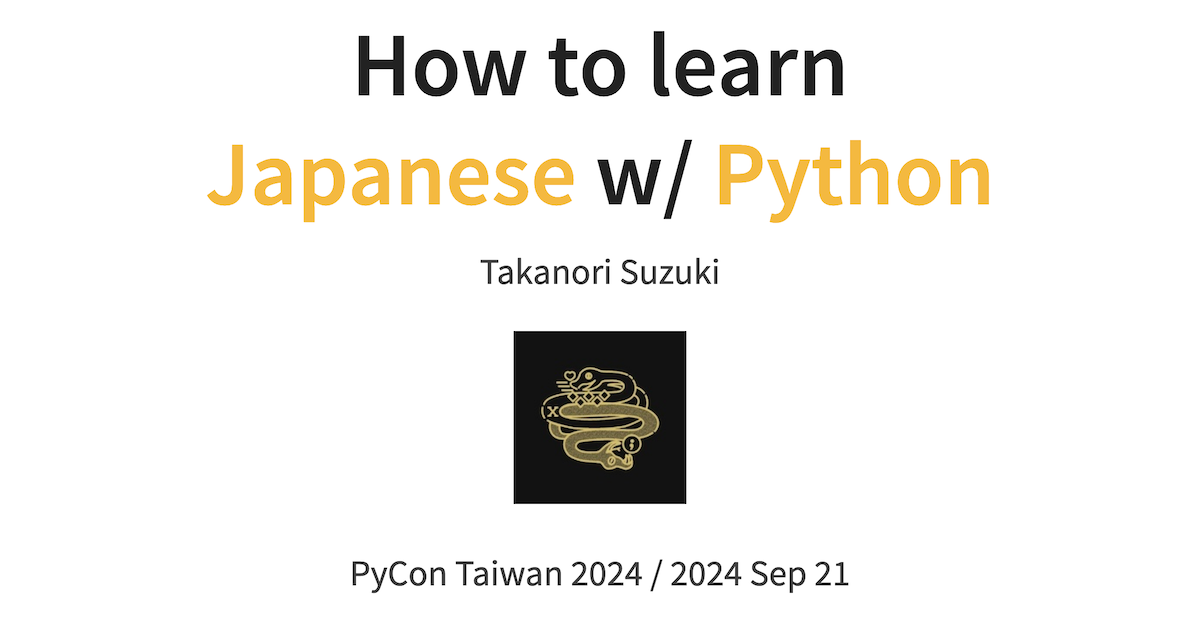 How to learn
Japanese w/ Python
Takanori Suzuki
X
;
PyCon Taiwan 2024 / 2024 Sep 21